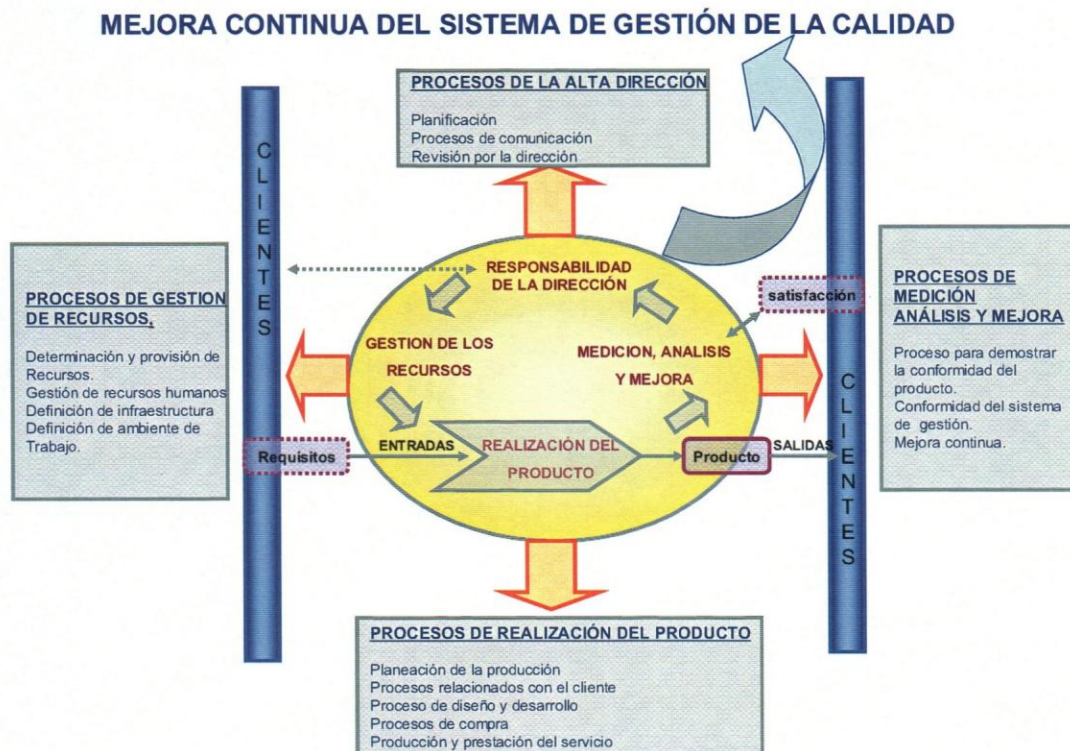 MEJORA CONTINUA DEL SISTEMA DE GESTIÓN DE LA CALIDAD
PROCESOS DE LA ALTA DIRECCIÓN
Planificación
Procesos de comunicación
Revisión por la dirección
CLIENTES
PROCESOS DE GESTION
DE RECURSOS,
Determinación y provisión de
Recursos.
Gestión de recursos humanos
Definición de infraestructura
Definición de ambiente de
Trabajo.
RESPONSABILIDAD
DE LA DIRECCIÓN
GESTION DE LOS
RECURSOS
MEDICION, ANALISIS
Y MEJORA
satisfacción
PROCESOS DE
MEDICIÓN
ANÁLISIS Y MEJORA
Proceso para demostrar
la conformidad del
producto.
Conformidad del sistema
de gestión.
Mejora continua.
Requisitos
ENTRADAS
REALIZACIÓN DEL
PRODUCTO
Producto
SALIDAS
CLIENTES
PROCESOS DE REALIZACIÓN DEL PRODUCTO
Planeación de la producción
Procesos relacionados con el cliente
Proceso de diseño y desarrollo
Procesos de compra
Producción y prestación del servicio